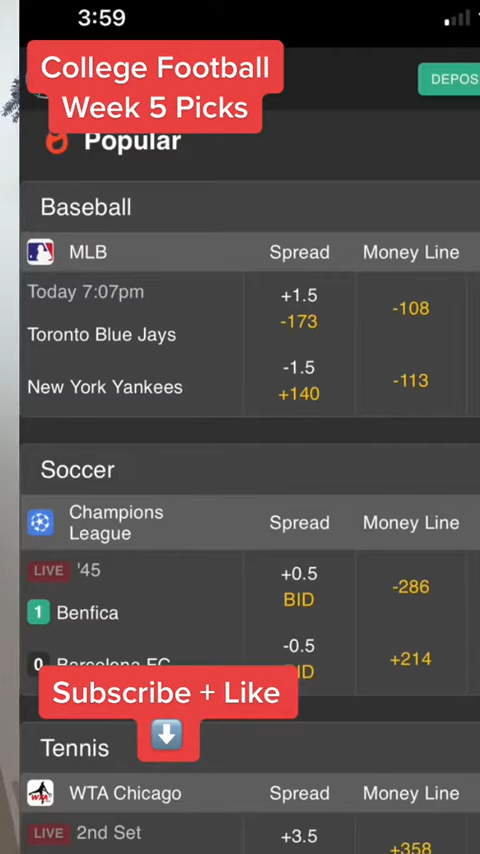 3:59
College Football
Week 5 Picks
DEPOS
Popular
Baseball
MLB Spread Money Line
Today 7:07pm
Toronto Blue Jays
+1.5
-173
-108
New York Yankees
-1.5
+140
-113
Soccer
Champions
League
Spread Money Line
LIVE '45
1 Benfica
+0.5
BID
-286
0 Barcelona FC
-0.5
BID
+214
Subscribe + Like
Tennis
WTA Chicago Spread Money Line
LIVE 2nd Set
+3.5
+358